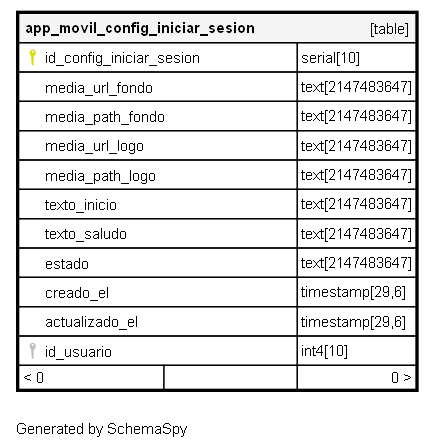 app_movil_config_iniciar_sesion [table]
id_config_iniciar_sesion serial[10]
media_url_fondo text[2147483647]
media_path_fondo text[2147483647]
media_url_logo text[2147483647]
media_path_logo text[2147483647]
texto_inicio text[2147483647]
texto_saludo text[2147483647]
estado text[2147483647]
creado_el timestamp[29,6]
actualizado_el timestamp[29,6]
id_usuario int4[10]
< 0 0 >
Generated by SchemaSpy